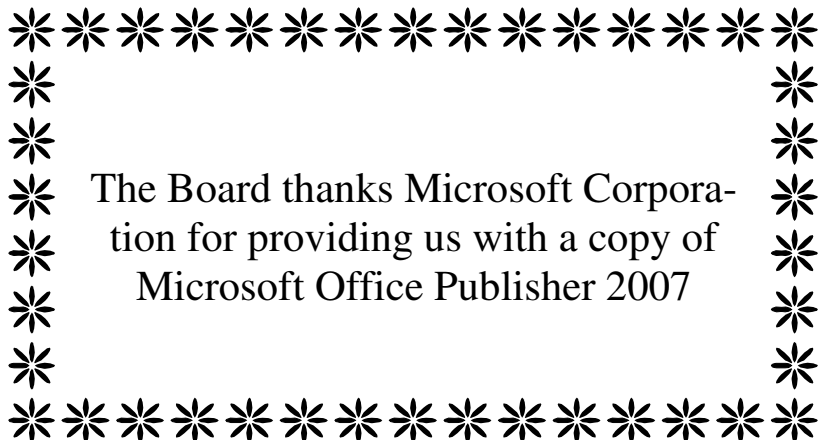 The Board thanks Microsoft Corpora-
tion for providing us with a copy of
Microsoft Office Publisher 2007